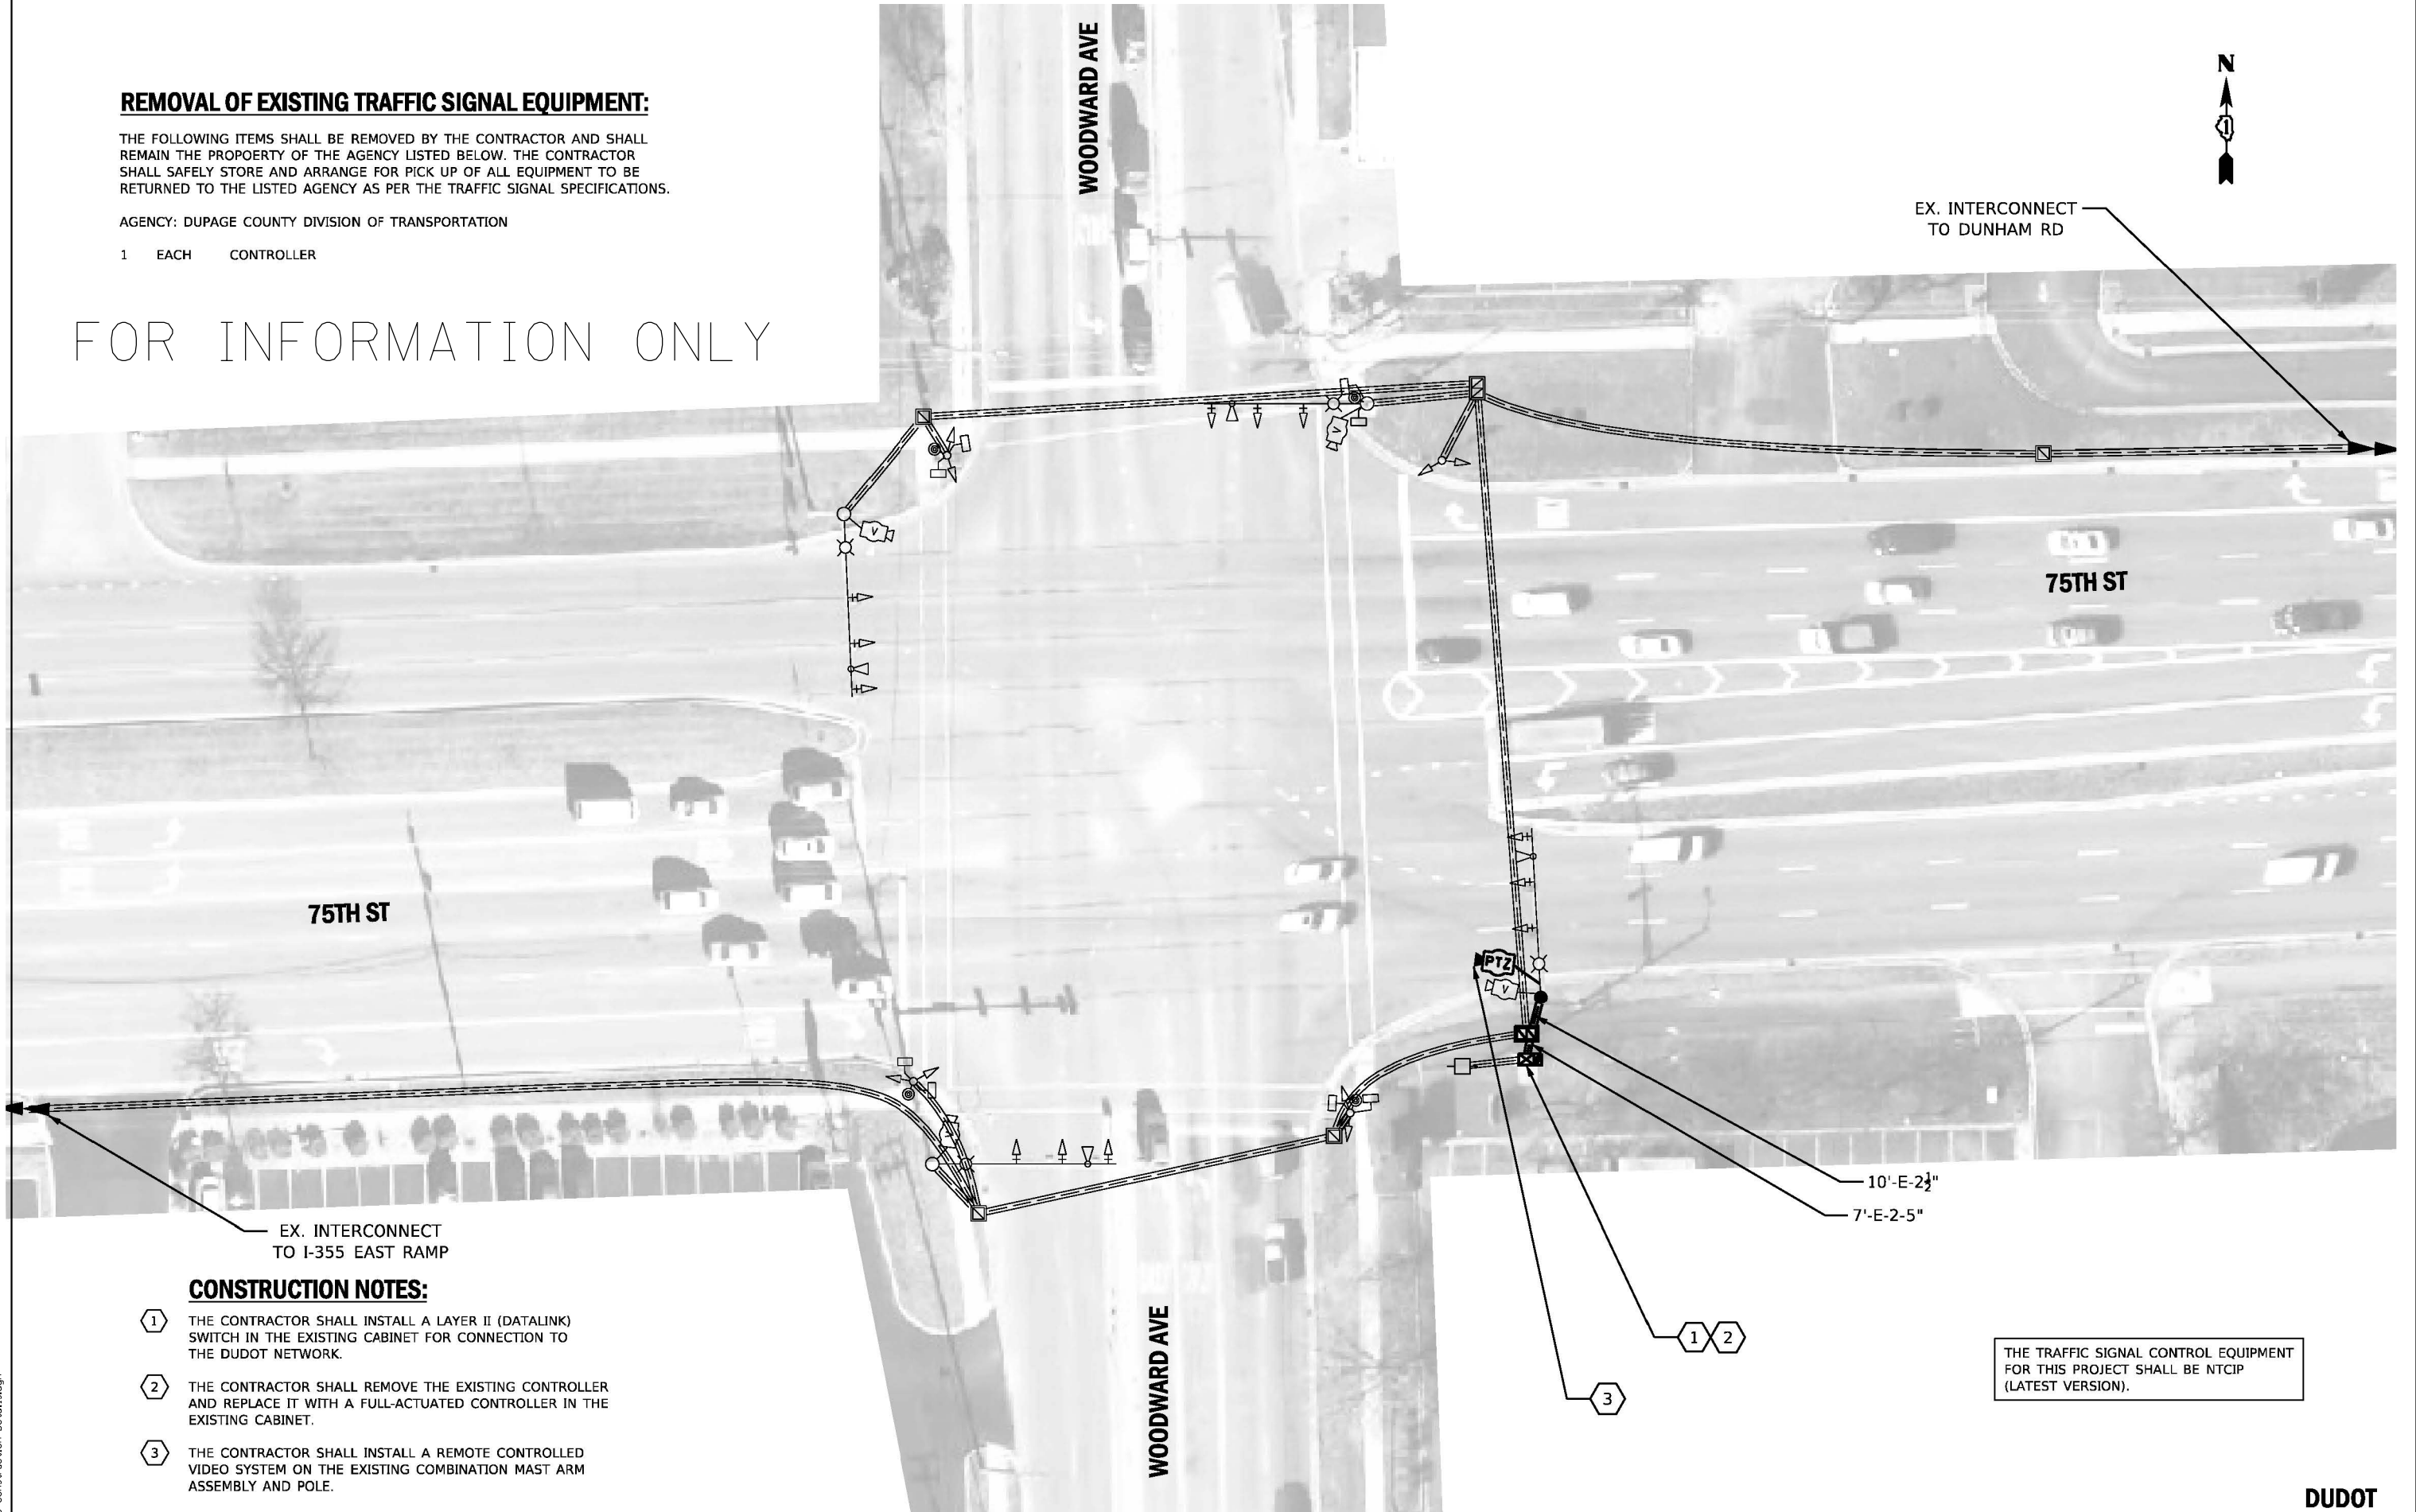 REMOVAL OF EXISTING TRAFFIC SIGNAL EQUIPMENT:
THE FOLLOWING ITEMS SHALL BE REMOVED BY THE CONTRACTOR AND SHALL
REMAIN THE PROPOERTY OF THE AGENCY LISTED BELOW. THE CONTRACTOR
SHALL SAFELY STORE AND ARRANGE FOR PICK UP OF ALL EQUIPMENT TO BE
RETURNED TO THE LISTED AGENCY AS PER THE TRAFFIC SIGNAL SPECIFICATIONS.
AGENCY: DUPAGE COUNTY DIVISION OF TRANSPORTATION
1 EACH CONTROLLER
FOR INFORMATION ONLY
WOODWARD AVE
N
1
EX. INTERCONNECT
TO DUNHAM RD
V
V
75TH ST
75TH ST
PTZ
V
10'-E-2½"
7'-E-2-5"
EX. INTERCONNECT
TO I-355 EAST RAMP
WOODWARD AVE
1 2
3
CONSTRUCTION NOTES:
1 THE CONTRACTOR SHALL INSTALL A LAYER II (DATALINK)
SWITCH IN THE EXISTING CABINET FOR CONNECTION TO
THE DUDOT NETWORK.
2 THE CONTRACTOR SHALL REMOVE THE EXISTING CONTROLLER
AND REPLACE IT WITH A FULL-ACTUATED CONTROLLER IN THE
EXISTING CABINET.
3 THE CONTRACTOR SHALL INSTALL A REMOTE CONTROLLED
VIDEO SYSTEM ON THE EXISTING COMBINATION MAST ARM
ASSEMBLY AND POLE.
THE TRAFFIC SIGNAL CONTROL EQUIPMENT
FOR THIS PROJECT SHALL BE NTCIP
(LATEST VERSION).
DUDOT